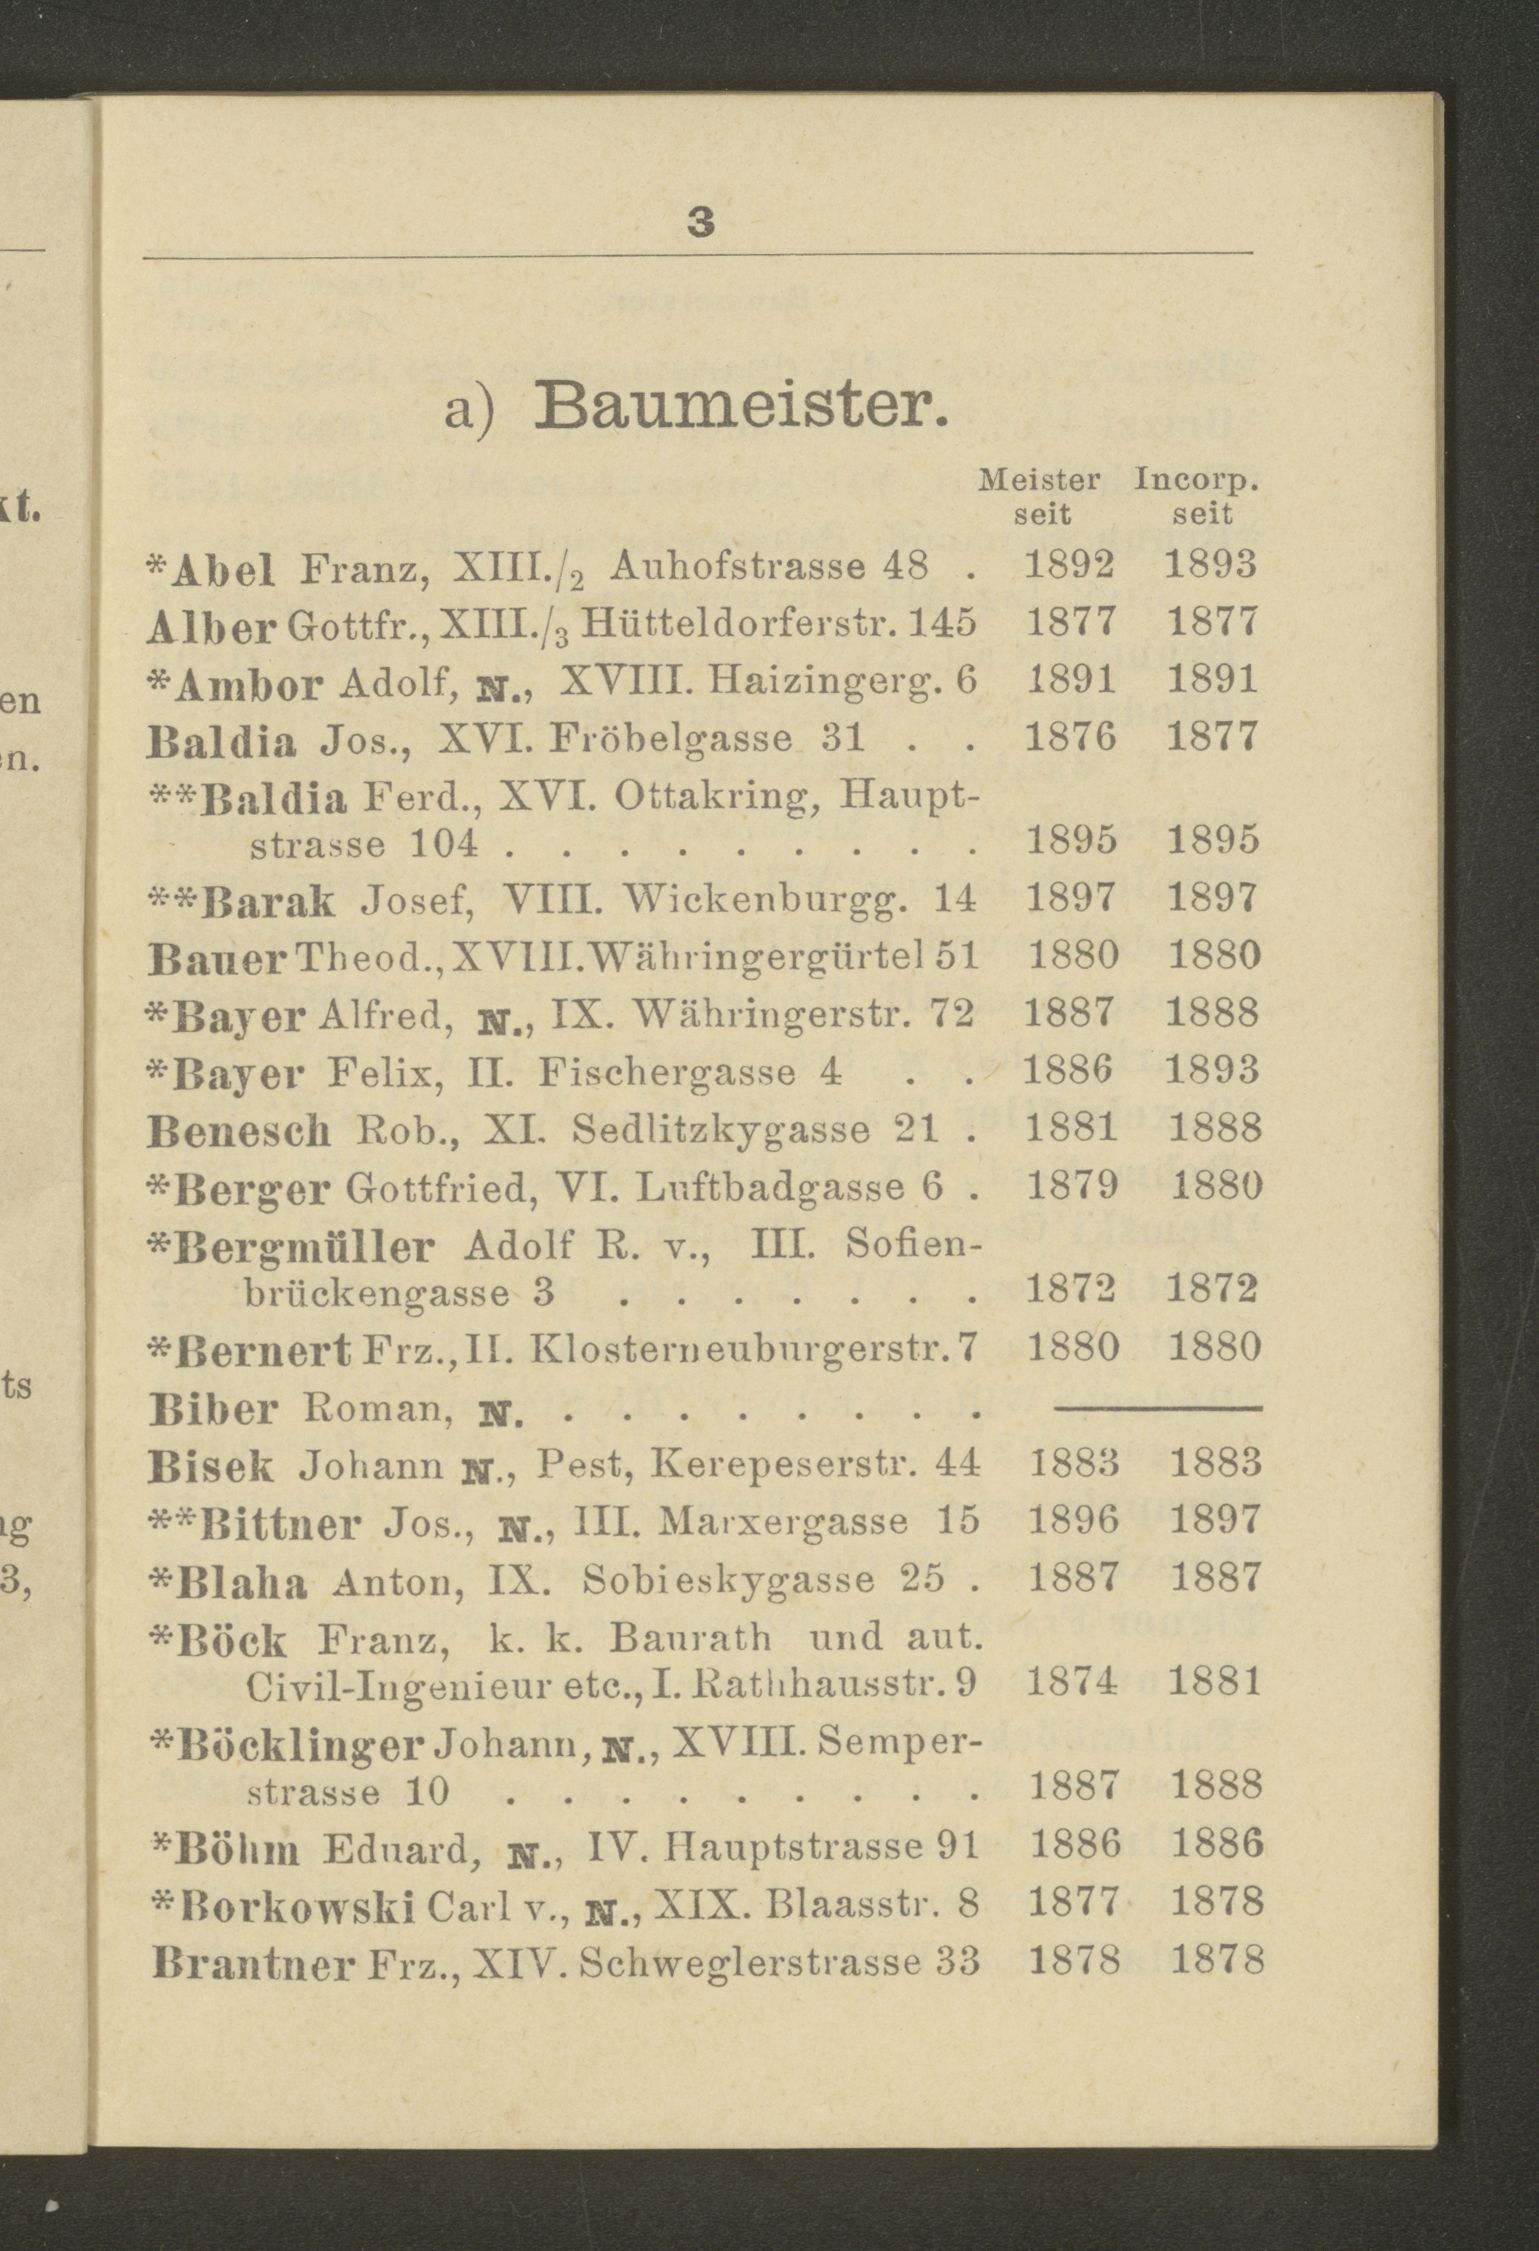 3
a) Baumeister.
Meister Incorp.
seit seit
*Abel Franz, XIII./2 Auhofstrasse 48 . 1892 1893
Alber Gottfr., XIII./3 Hütteldorferstr. 145 1877 1877
*Ambor Adolf, N., XVIII. Haizingerg. 6 1891 1891
Baldia Jos., XVI. Fröbelgasse 31 . . 1876 1877
**Baldia Ferd., XVI. Ottakring, Haupt-
strasse 104 . . . . . . . . . 1895 1895
**Barak Josef, VIII. Wickenburgg. 14 1897 1897
Bauer Theod., XVIII. Währingergürtel 51 1880 1880
*Bayer Alfred, N., IX. Währingerstr. 72 1887 1888
*Bayer Felix, II. Fischergasse 4 . . 1886 1893
Benesch Rob., XI. Sedlitzkygasse 21 . 1881 1888
*Berger Gottfried, VI. Luftbadgasse 6 . 1879 1880
*Bergmüller Adolf R. v., III. Sofien-
brückengasse 3 . . . . . . . 1872 1872
*Bernert Frz., II. Klosterneuburgerstr. 7 1880 1880
Biber Roman, N. . . . . . . . . ———
Bisek Johann N., Pest, Kerepeserstr. 44 1883 1883
**Bittner Jos., N., III. Marxergasse 15 1896 1897
*Blaha Anton, IX. Sobieskygasse 25 . 1887 1887
*Böck Franz, k. k. Baurath und aut.
Civil-Ingenieur etc., I. Rathhausstr. 9 1874 1881
*Böcklinger Johann, N., XVIII. Semper-
strasse 10 . . . . . . . . . 1887 1888
*Böhm Eduard, N., IV. Hauptstrasse 91 1886 1886
*Borkowski Carl v., N., XIX. Blaasstr. 8 1877 1878
Brantner Frz., XIV. Schweglerstrasse 33 1878 1878